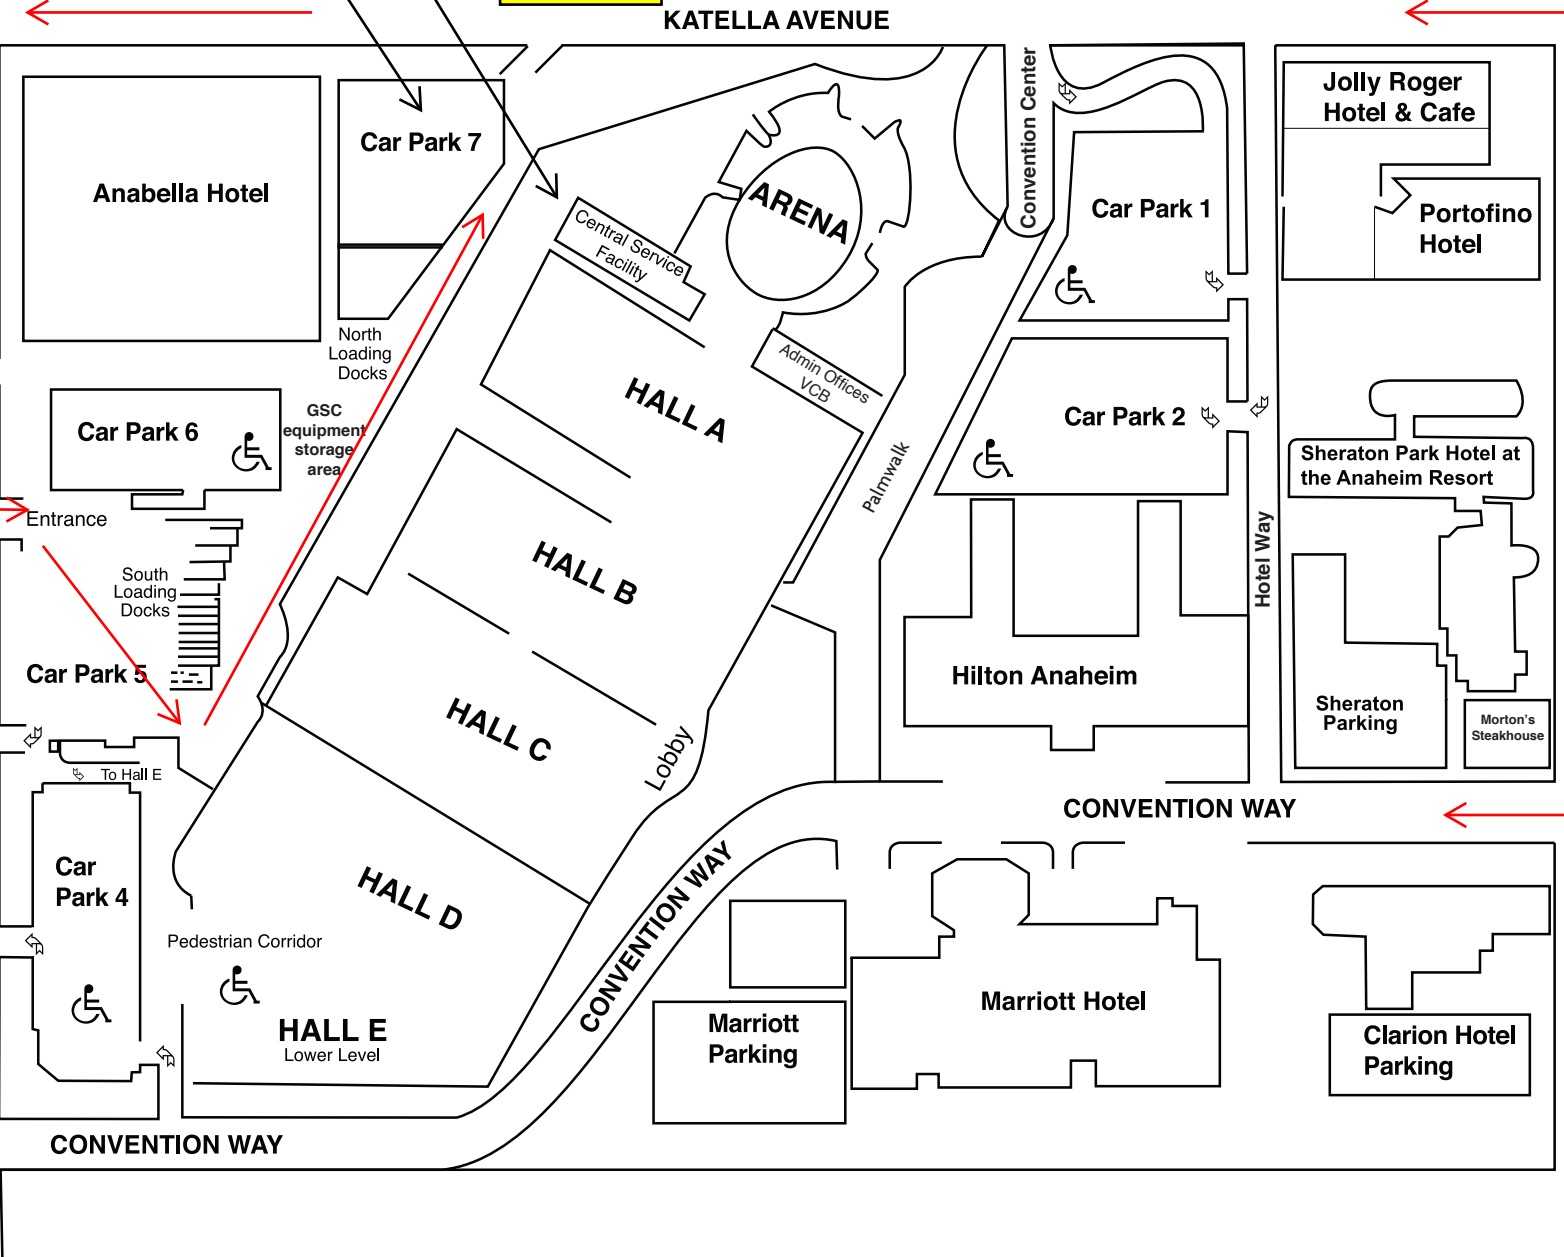 KATELLA AVENUE
Convention Center
Jolly Roger
Hotel & Cafe
Car Park 7
Anabella Hotel
ARENA
Car Park 1
Portofino
Hotel
Central Service
Facility
North
Loading
Docks
Admin Offices
VCB
HALL A
Car Park 2
Car Park 6
GSC
equipment
storage
area
Palmwalk
Sheraton Park Hotel at
the Anaheim Resort
Entrance
Hotel Way
South
Loading
Docks
HALL B
Car Park 5
Hilton Anaheim
HALL C
Lobby
Sheraton
Parking
Morton's
Steakhouse
To Hall E
CONVENTION WAY
Car
Park 4
HALL D
CONVENTION WAY
Pedestrian Corridor
HALL E
Lower Level
Marriott
Parking
Marriott Hotel
Clarion Hotel
Parking
CONVENTION WAY